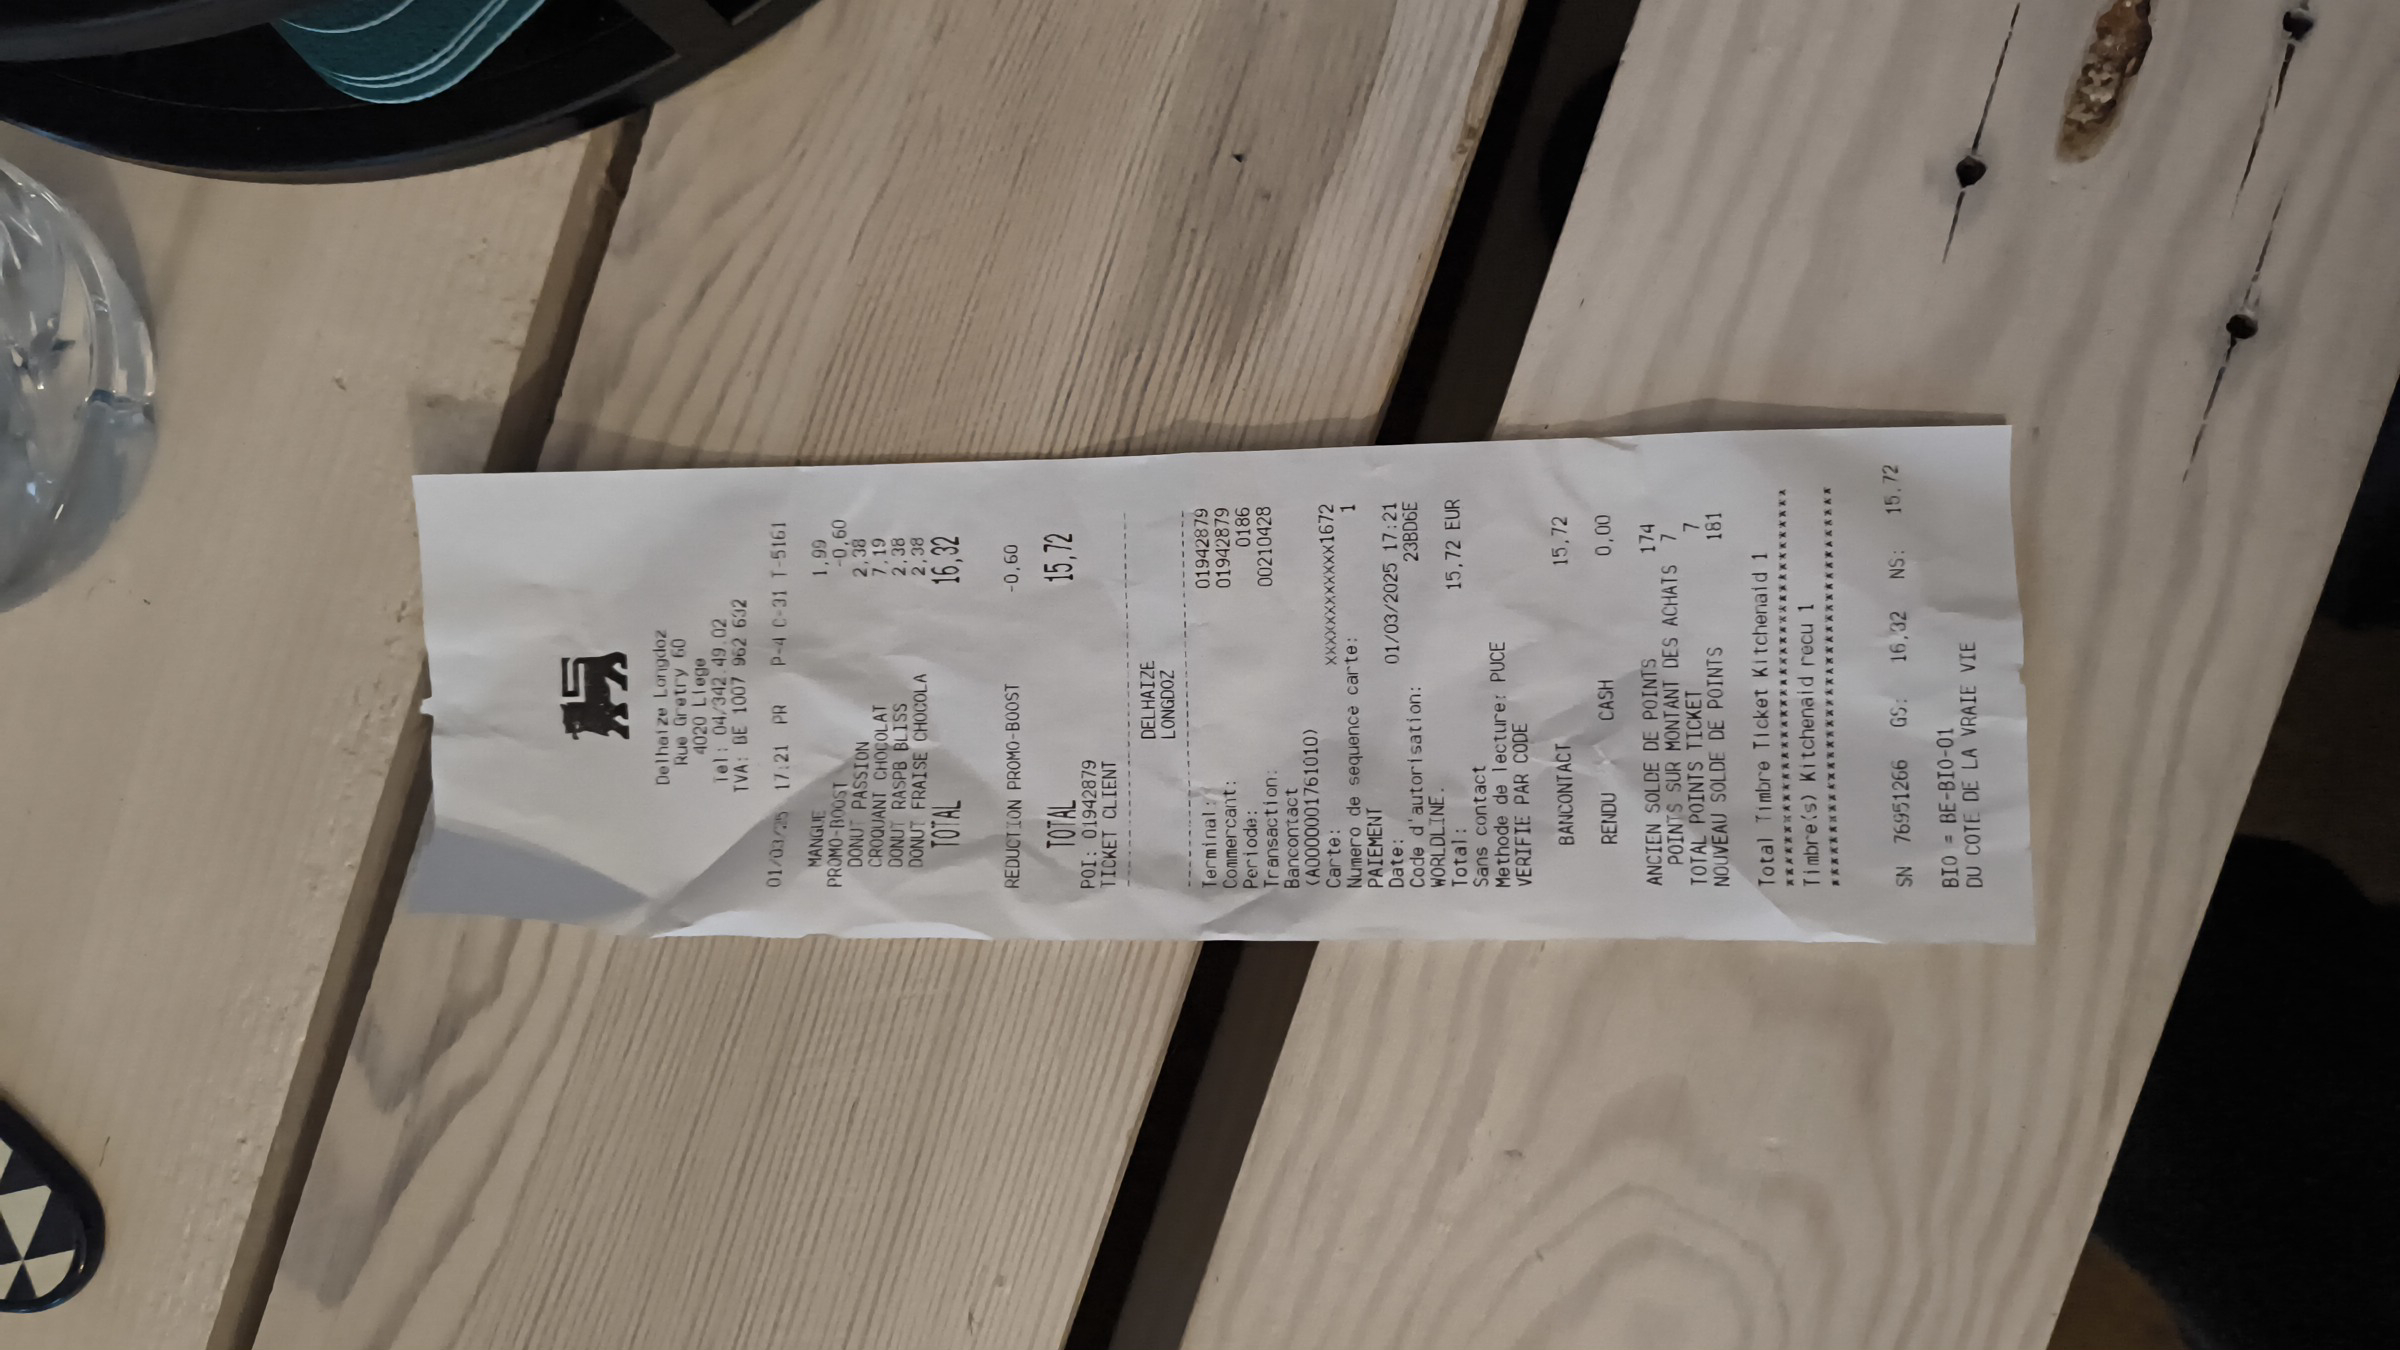 Delhaize Longdoz
Rue Gretry 60
4020 Liege
Tel : 04/342.49.02
TVA: BE 1007 962 632
01/03/25 17:21 PR P-4 C-31 T-5161
MANGUE 1,99
PROMO-BOOST -0,60
DONUT PASSION 2,38
CROQUANT CHOCOLAT 7,19
DONUT RASPB BLISS 2,38
DONUT FRAISE CHOCOLA 2,38
TOTAL 16,32
REDUCTION PROMO-BOOST -0,60
TOTAL 15,72
POI: 01942879
TICKET CLIENT
--------------------------------
DELHAIZE
LONGDOZ
--------------------------------
Terminal: 01942879
Commercant: 01942879
Periode: 0186
Transaction: 00210428
Bancontact
(A0000001761010)
Carte: xxxxxxxxxxxxx1672
Numero de sequence carte: 1
PAIEMENT
Date: 01/03/2025 17:21
Code d'autorisation: 23BD6E
WORLDLINE.
Total: 15,72 EUR
Sans contact
Methode de lecture: PUCE
VERIFIE PAR CODE
BANCONTACT 15,72
RENDU CASH 0,00
ANCIEN SOLDE DE POINTS 174
POINTS SUR MONTANT DES ACHATS 7
TOTAL POINTS TICKET 7
NOUVEAU SOLDE DE POINTS 181
Total Timbre Ticket Kitchenaid 1
****************************************
Timbre(s) Kitchenaid recu 1
****************************************
SN 76951266 GS: 16,32 NS: 15,72
BIO = BE-BIO-01
DU COTE DE LA VRAIE VIE